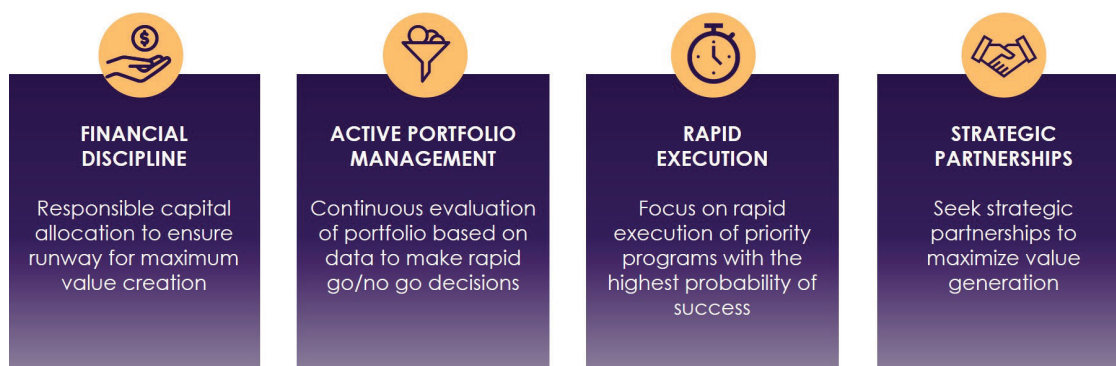 $
FINANCIAL
DISCIPLINE
Responsible capital
allocation to ensure
runway for maximum
value creation
ACTIVE PORTFOLIO
MANAGEMENT
Continuous evaluation
of portfolio based on
data to make rapid
go/no go decisions
RAPID
EXECUTION
Focus on rapid
execution of priority
programs with the
highest probability of
success
STRATEGIC
PARTNERSHIPS
Seek strategic
partnerships to
maximize value
generation